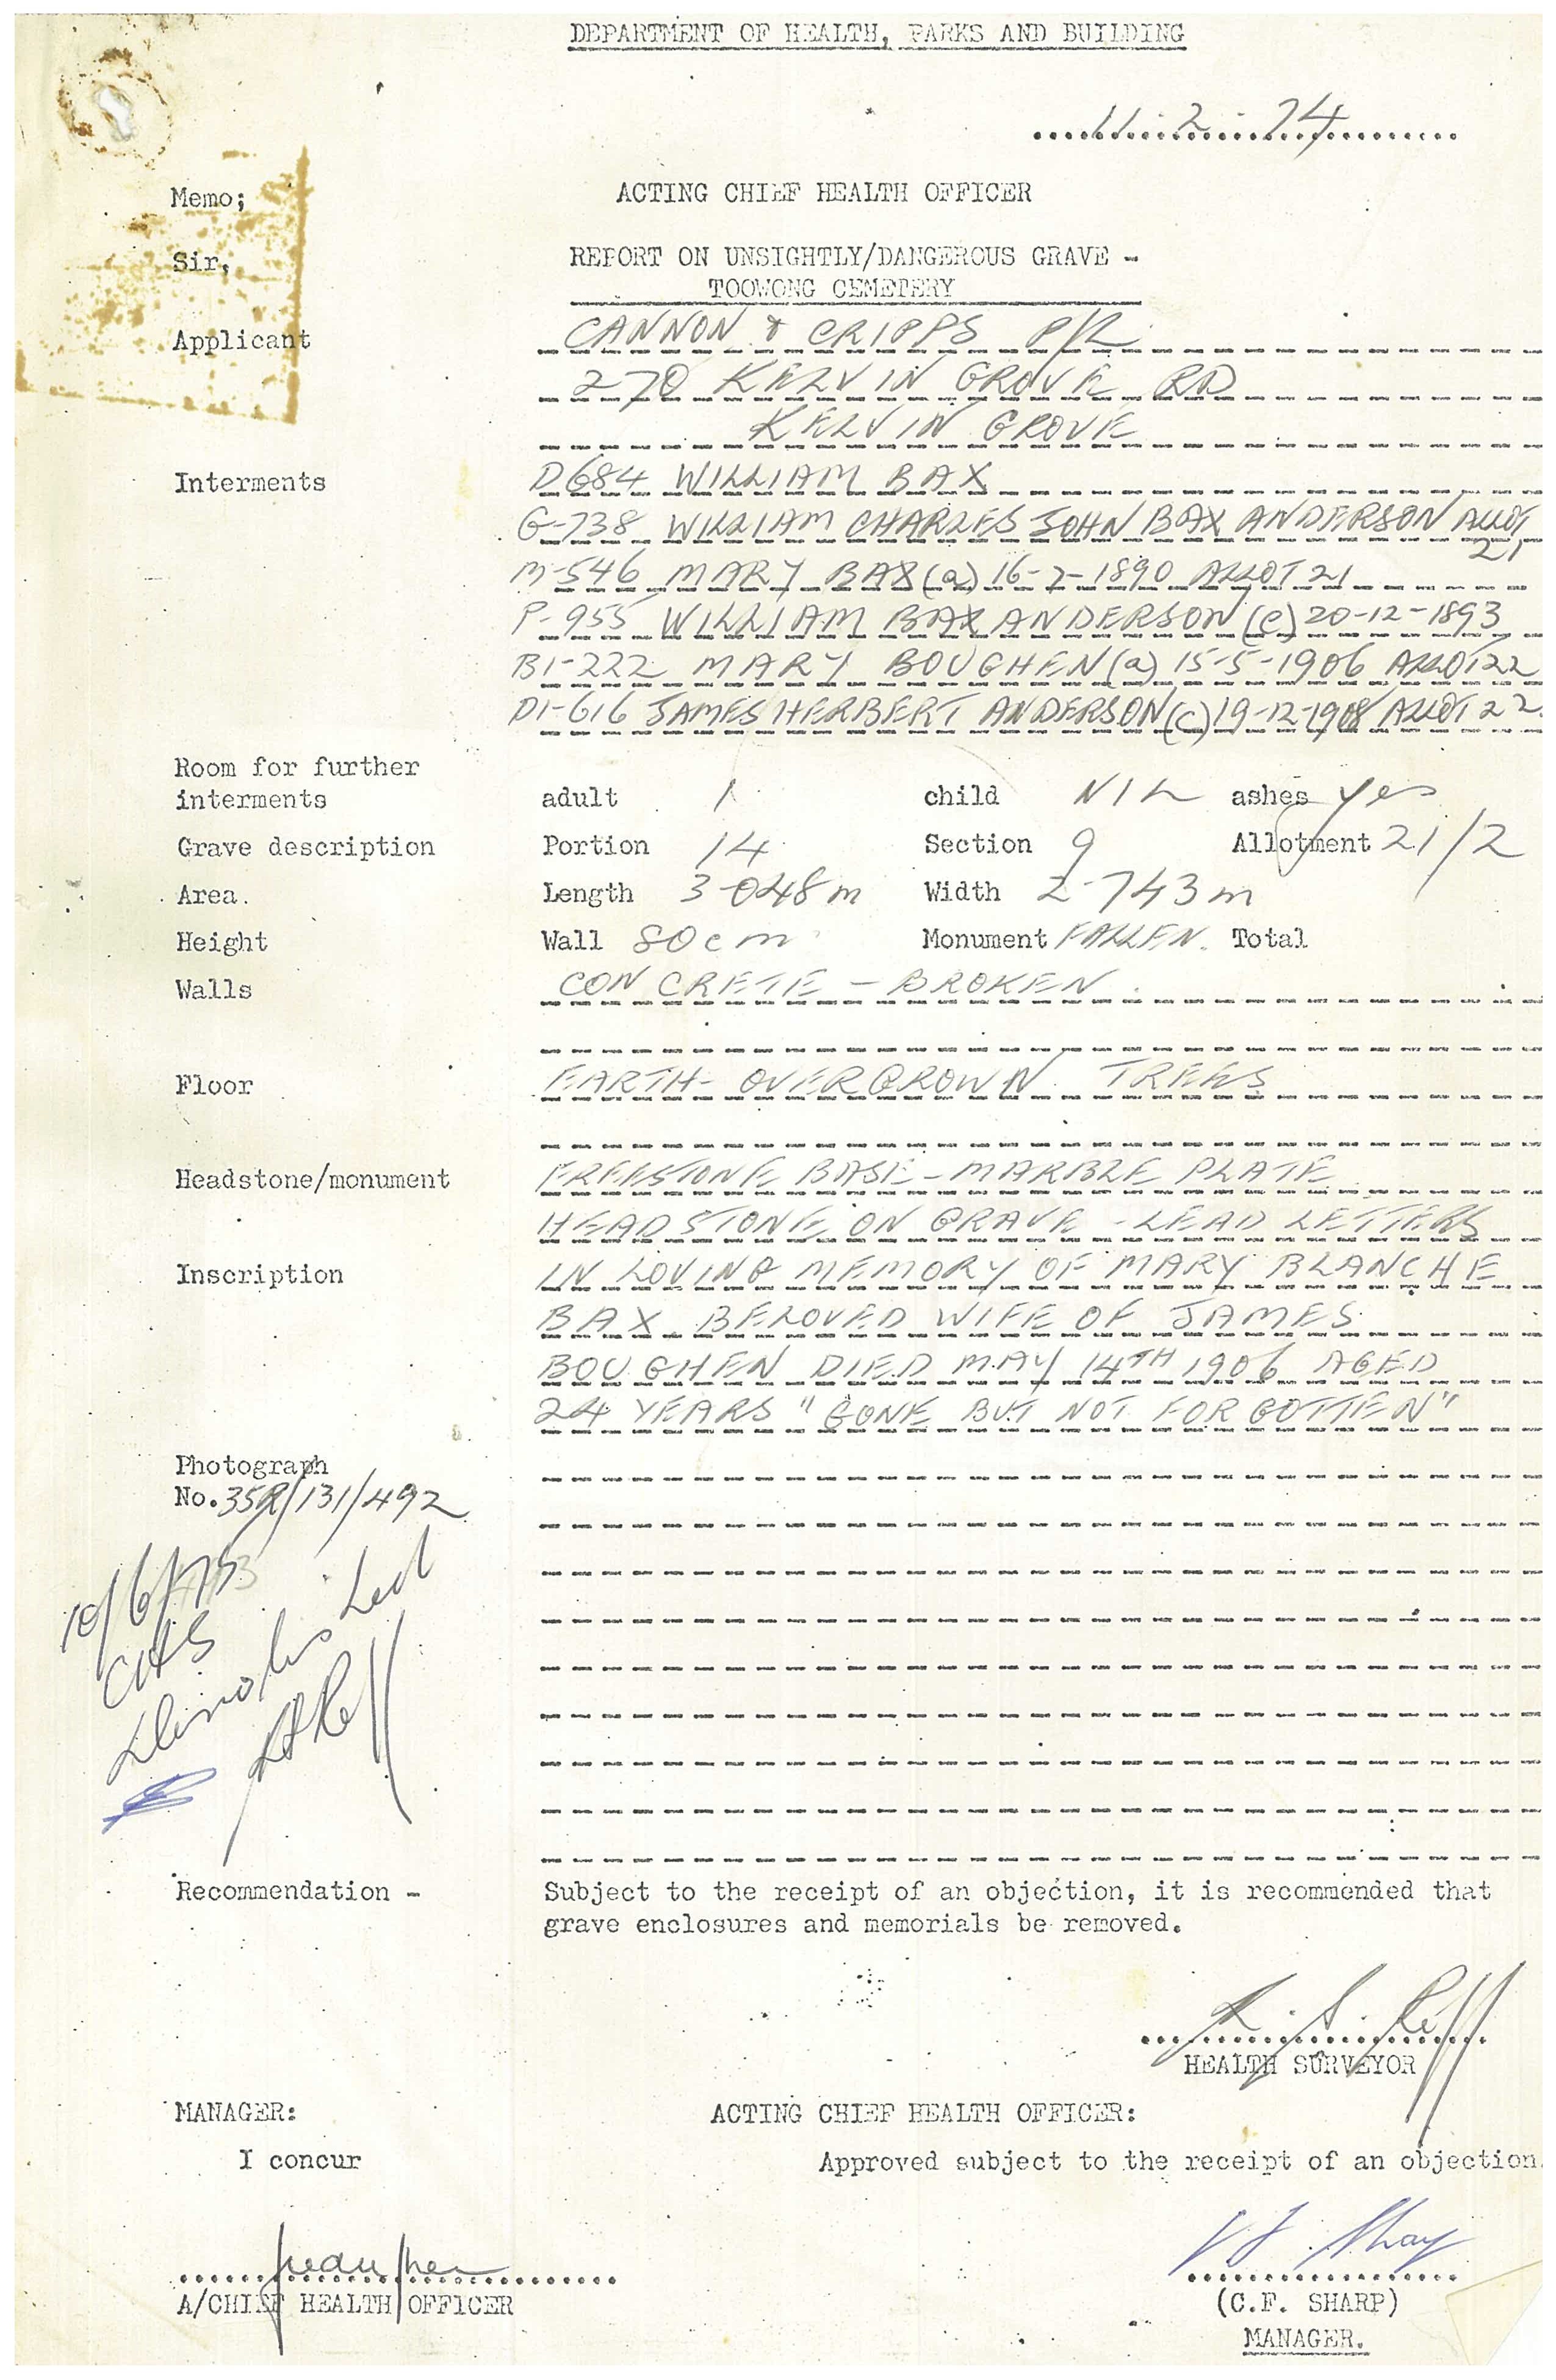 DEPARTMENT OF HEALTH, PARKS AND BUILDING
11-2-74
Memo;
ACTING CHIEF HEALTH OFFICER
Sir,
REPORT ON UNSIGHTLY/DANGEROUS GRAVE -
TOOWONG CEMETERY
Applicant CANNON & CRIPPS P/L
270 KELVIN GROVE RD
KELVIN GROVE
Interments D684 WILLIAM BAX
G-738 WILLIAM CHARLES JOHN BAX ANDERSON ALLOT
21
M-546 MARY BAX (a) 16-7-1890 ALLOT 21
P-955 WILLIAM BAX ANDERSON (c) 20-12-1893
B1-222 MARY BOUGHEN (a) 15-5-1906 ALLOT 22
D1-616 JAMES HERBERT ANDERSON (c) 19-12-1908 ALLOT 22.
Room for further
interments adult 1 child NIL ashes yes
Grave description Portion 14 Section 9 Allotment 21/2
Area. Length 3-048m Width 2-743m
Height Wall 80cm Monument FALLEN. Total
Walls CONCRETE - BROKEN.
Floor EARTH - OVERGROWN. TREES
Headstone/monument FREESTONE BASE - MARBLE PLATE
HEADSTONE ON GRAVE - LEAD LETTERS
Inscription IN LOVING MEMORY OF MARY BLANCHE
BAX BELOVED WIFE OF JAMES
BOUGHEN DIED MAY 14TH 1906 AGED
24 YEARS "GONE BUT NOT FORGOTTEN"
Photograph
No. 35R/131/492
10/6/75
CHS
Recommendation - Subject to the receipt of an objection, it is recommended that
grave enclosures and memorials be removed.
HEALTH SURVEYOR
MANAGER: ACTING CHIEF HEALTH OFFICER:
I concur Approved subject to the receipt of an objection.
A/CHIEF HEALTH OFFICER
(C.F. SHARP)
MANAGER.